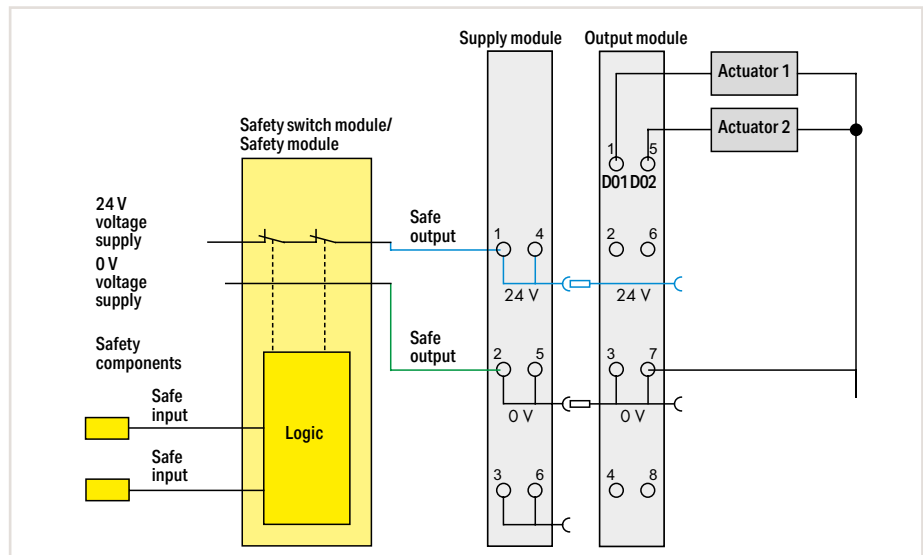 Supply module
Output module
Actuator 1
Actuator 2
Safety switch module/
Safety module
1
5
D01
D02
24 V
voltage
supply
0 V
voltage
supply
Safe
output
1
4
2
6
24 V
24 V
Safety
components
Safe
output
2
5
3
7
0 V
0 V
Safe
input
Logic
Safe
input
3
6
4
8